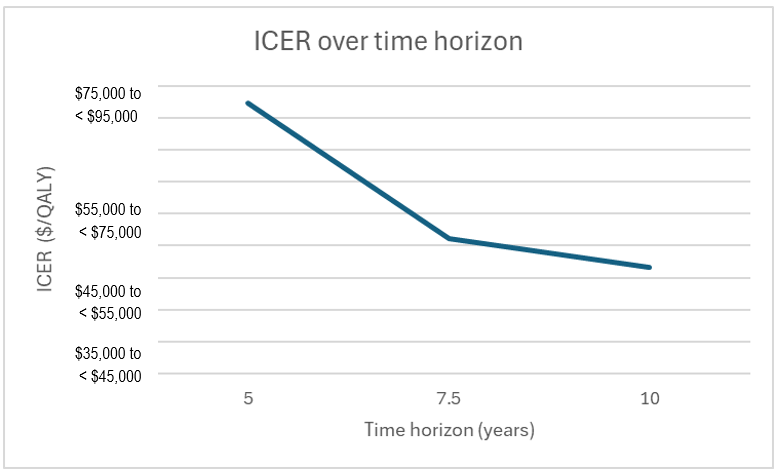 ICER over time horizon
ICER ($/QALY)
$75,000 to
< $95,000
$55,000 to
< $75,000
$45,000 to
< $55,000
$35,000 to
< $45,000
5 7.5 10
Time horizon (years)